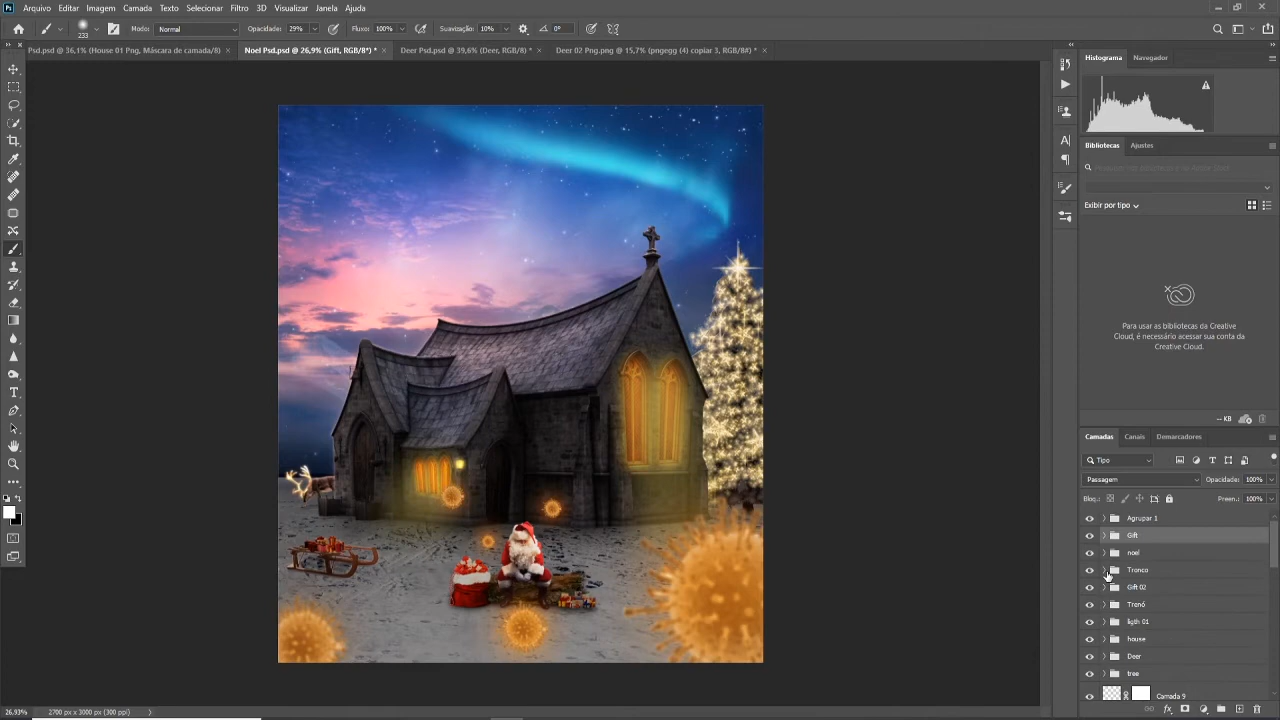 Arquivo Editar Imagem Camada Texto Selecionar Filtro 3D Visualizar Janela Ajuda
233 Modo: Normal Opacidade: 29% Fluxo: 100% Suavização: 10% 0°
Psd.psd @ 36,1% (House 01 Png, Máscara de camada/8) × Noel Psd.psd @ 26,9% (Gift, RGB/8*) * × Deer Psd.psd @ 39,6% (Deer, RGB/8) * × Deer 02 Png.png @ 15,7% (pngegg (4) copiar 3, RGB/8#) * ×
Histograma Navegador
Bibliotecas Ajustes
Exibir por tipo
Para usar as bibliotecas da Creative
Cloud, é necessário acessar sua conta da
Creative Cloud.
-- KB
Camadas Canais Demarcadores
Tipo
Passagem Opacidade: 100%
Bloq.: Preen.: 100%
Agrupar 1
Gift
noel
Tronco
Gift 02
Trenó
ligth 01
house
Deer
tree
Camada 9
26,93% 2700 px x 3000 px (300 ppi)